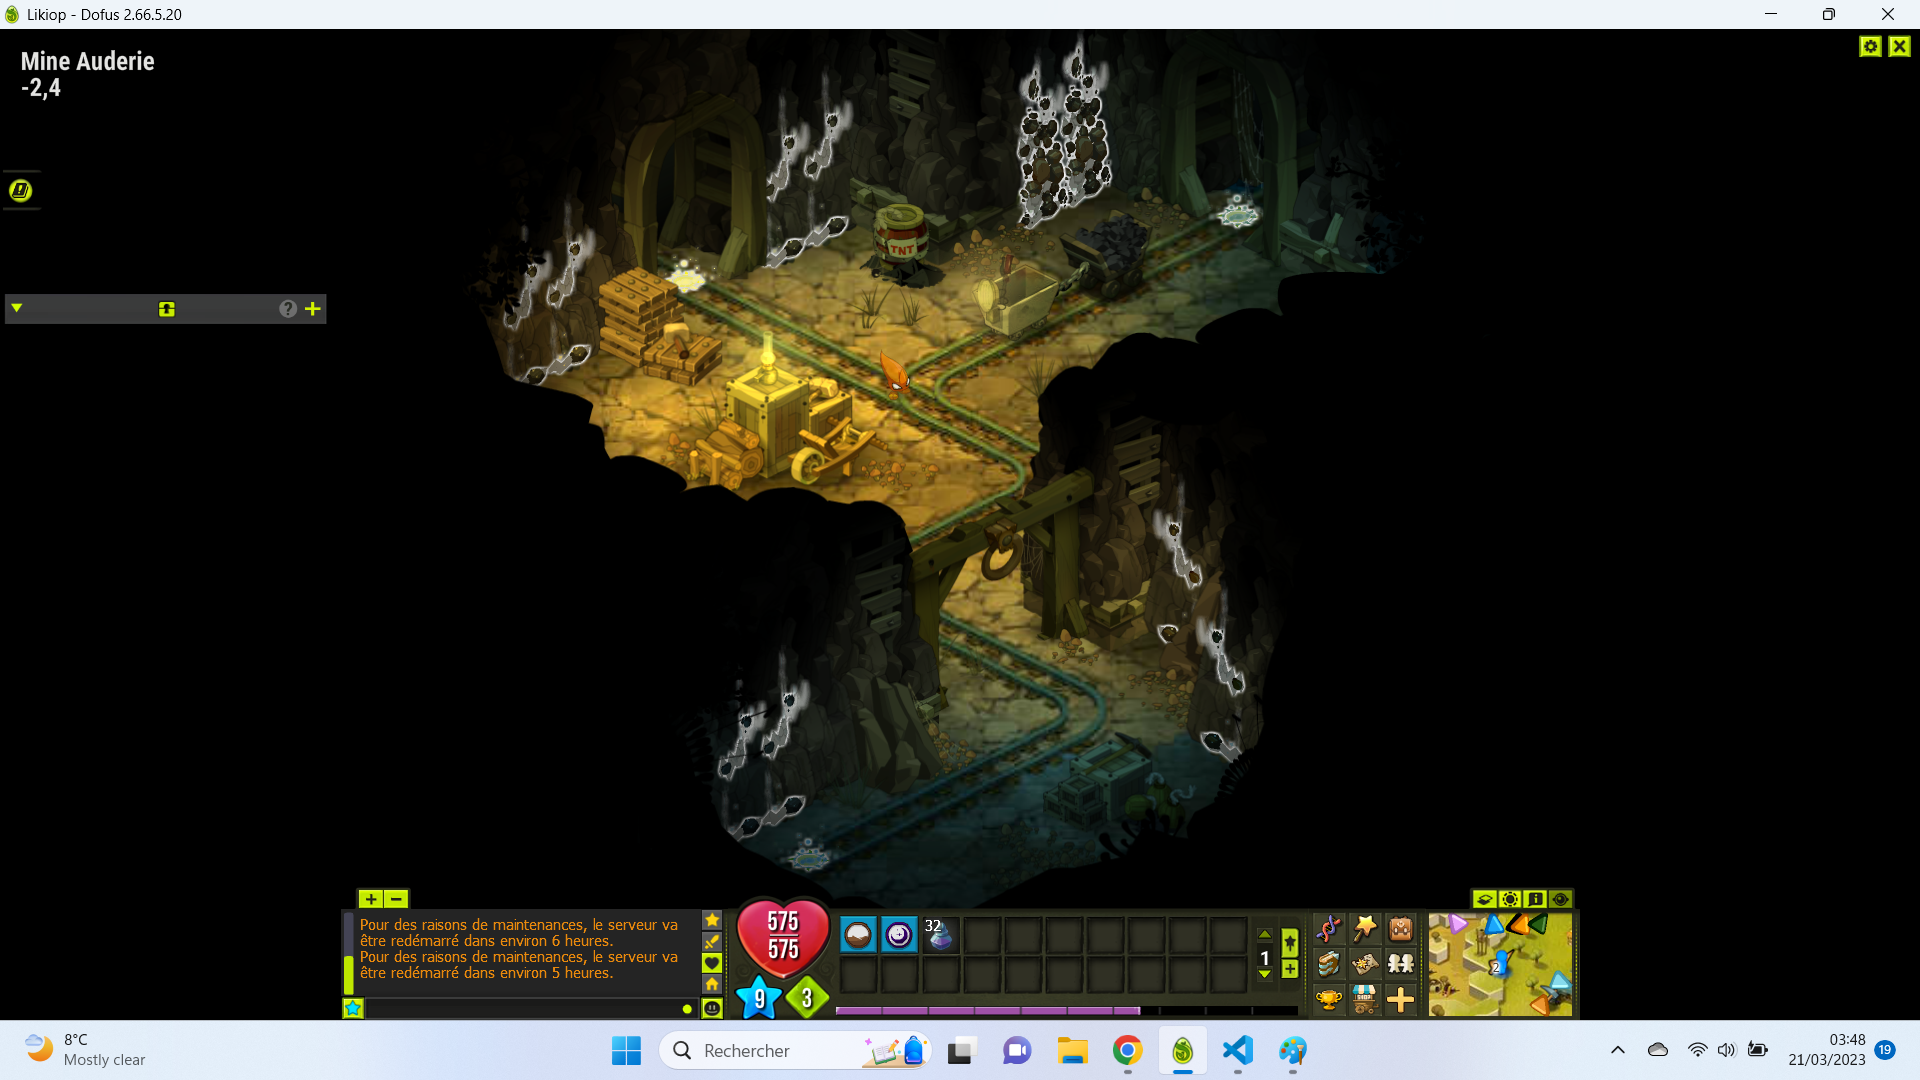 Likiop - Dofus 2.66.5.20
Mine Auderie
-2,4
TNT
Pour des raisons de maintenances, le serveur va
être redémarré dans environ 6 heures.
Pour des raisons de maintenances, le serveur va
être redémarré dans environ 5 heures.
575
575
9
3
32
1
SHOP
2
8°C
Mostly clear
Rechercher
03:48
21/03/2023
19